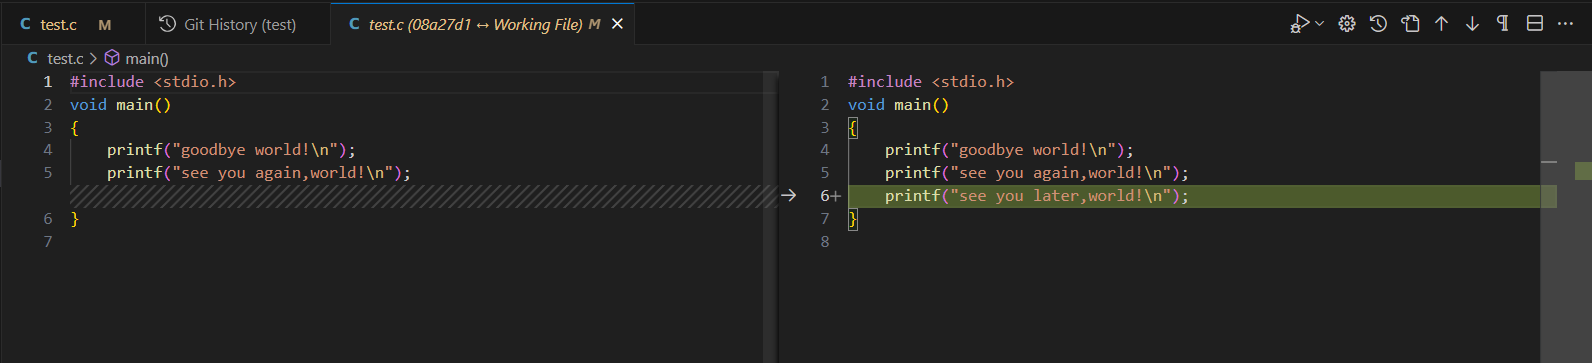 C test.c M Git History (test) C test.c (08a27d1 ↔ Working File) M
C test.c > main()
1 #include <stdio.h>
2 void main()
3 {
4 printf("goodbye world!\n");
5 printf("see you again,world!\n");
6 }
7
1 #include <stdio.h>
2 void main()
3 {
4 printf("goodbye world!\n");
5 printf("see you again,world!\n");
6+ printf("see you later,world!\n");
7 }
8